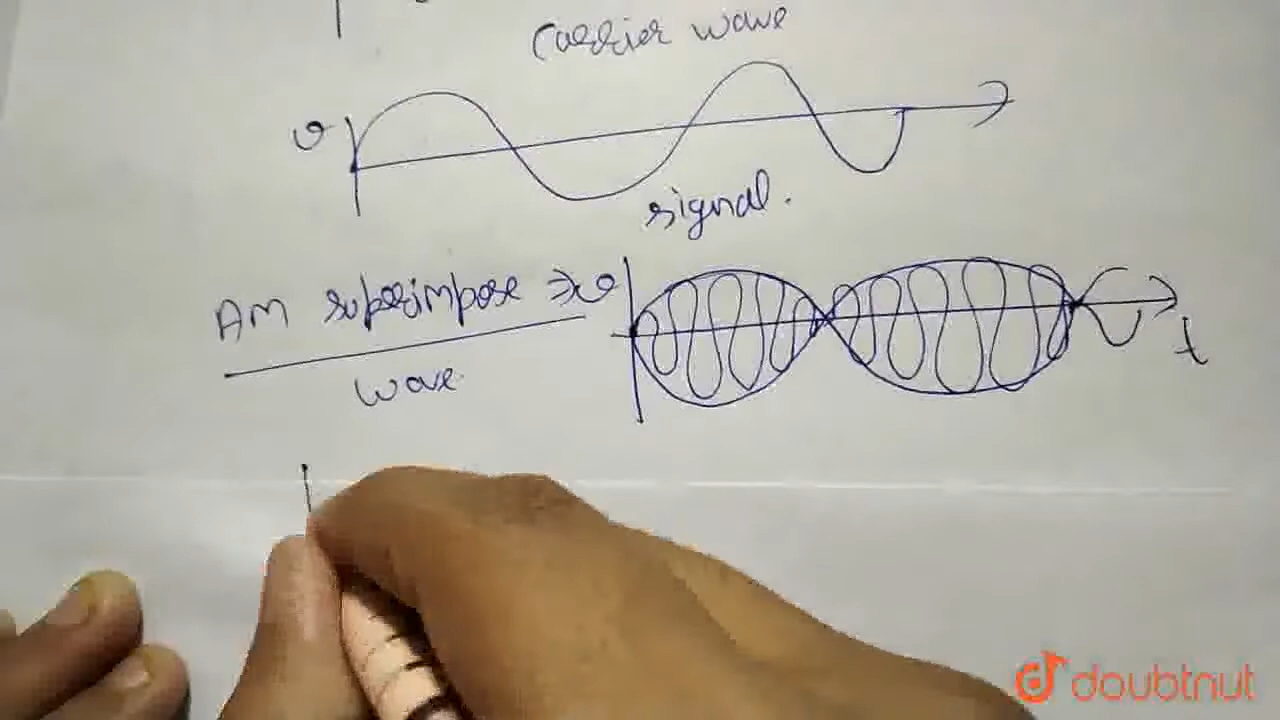 Carrier wave
v
signal.
AM superimpose ⇒ v
wave
t
doubtnut